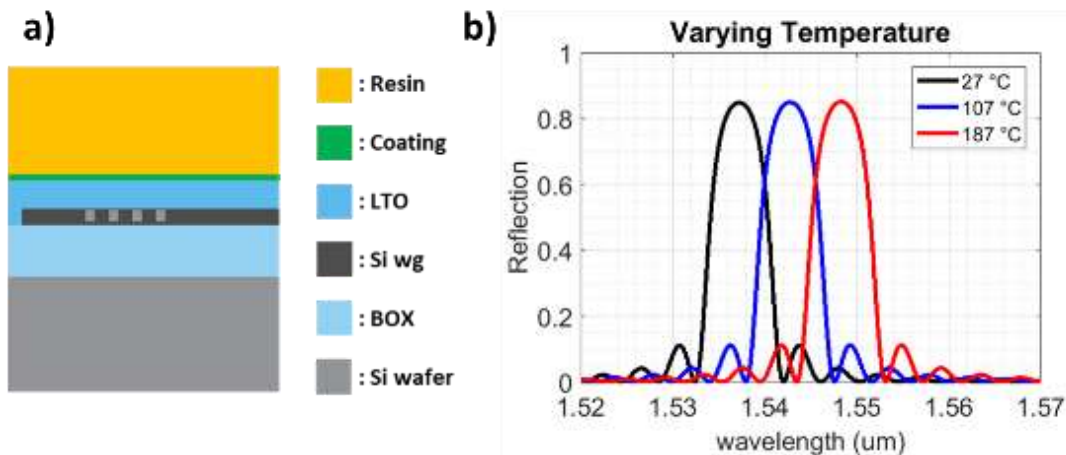 a)
: Resin
: Coating
: LTO
: Si wg
: BOX
: Si wafer
b)
Varying Temperature
1
0.8
0.6
0.4
0.2
0
Reflection
27 °C
107 °C
187 °C
1.52 1.53 1.54 1.55 1.56 1.57
wavelength (um)